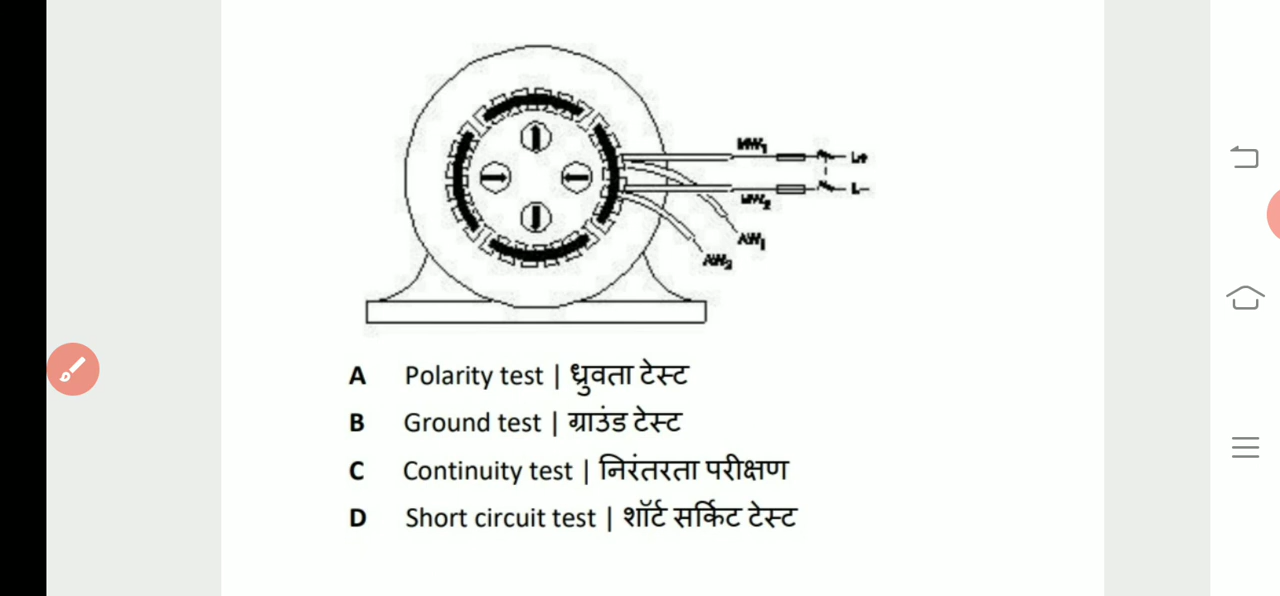 MW1
L+
L-
MW2
AW1
AW2
A Polarity test | ध्रुवता टेस्ट
B Ground test | ग्राउंड टेस्ट
C Continuity test | निरंतरता परीक्षण
D Short circuit test | शॉर्ट सर्किट टेस्ट